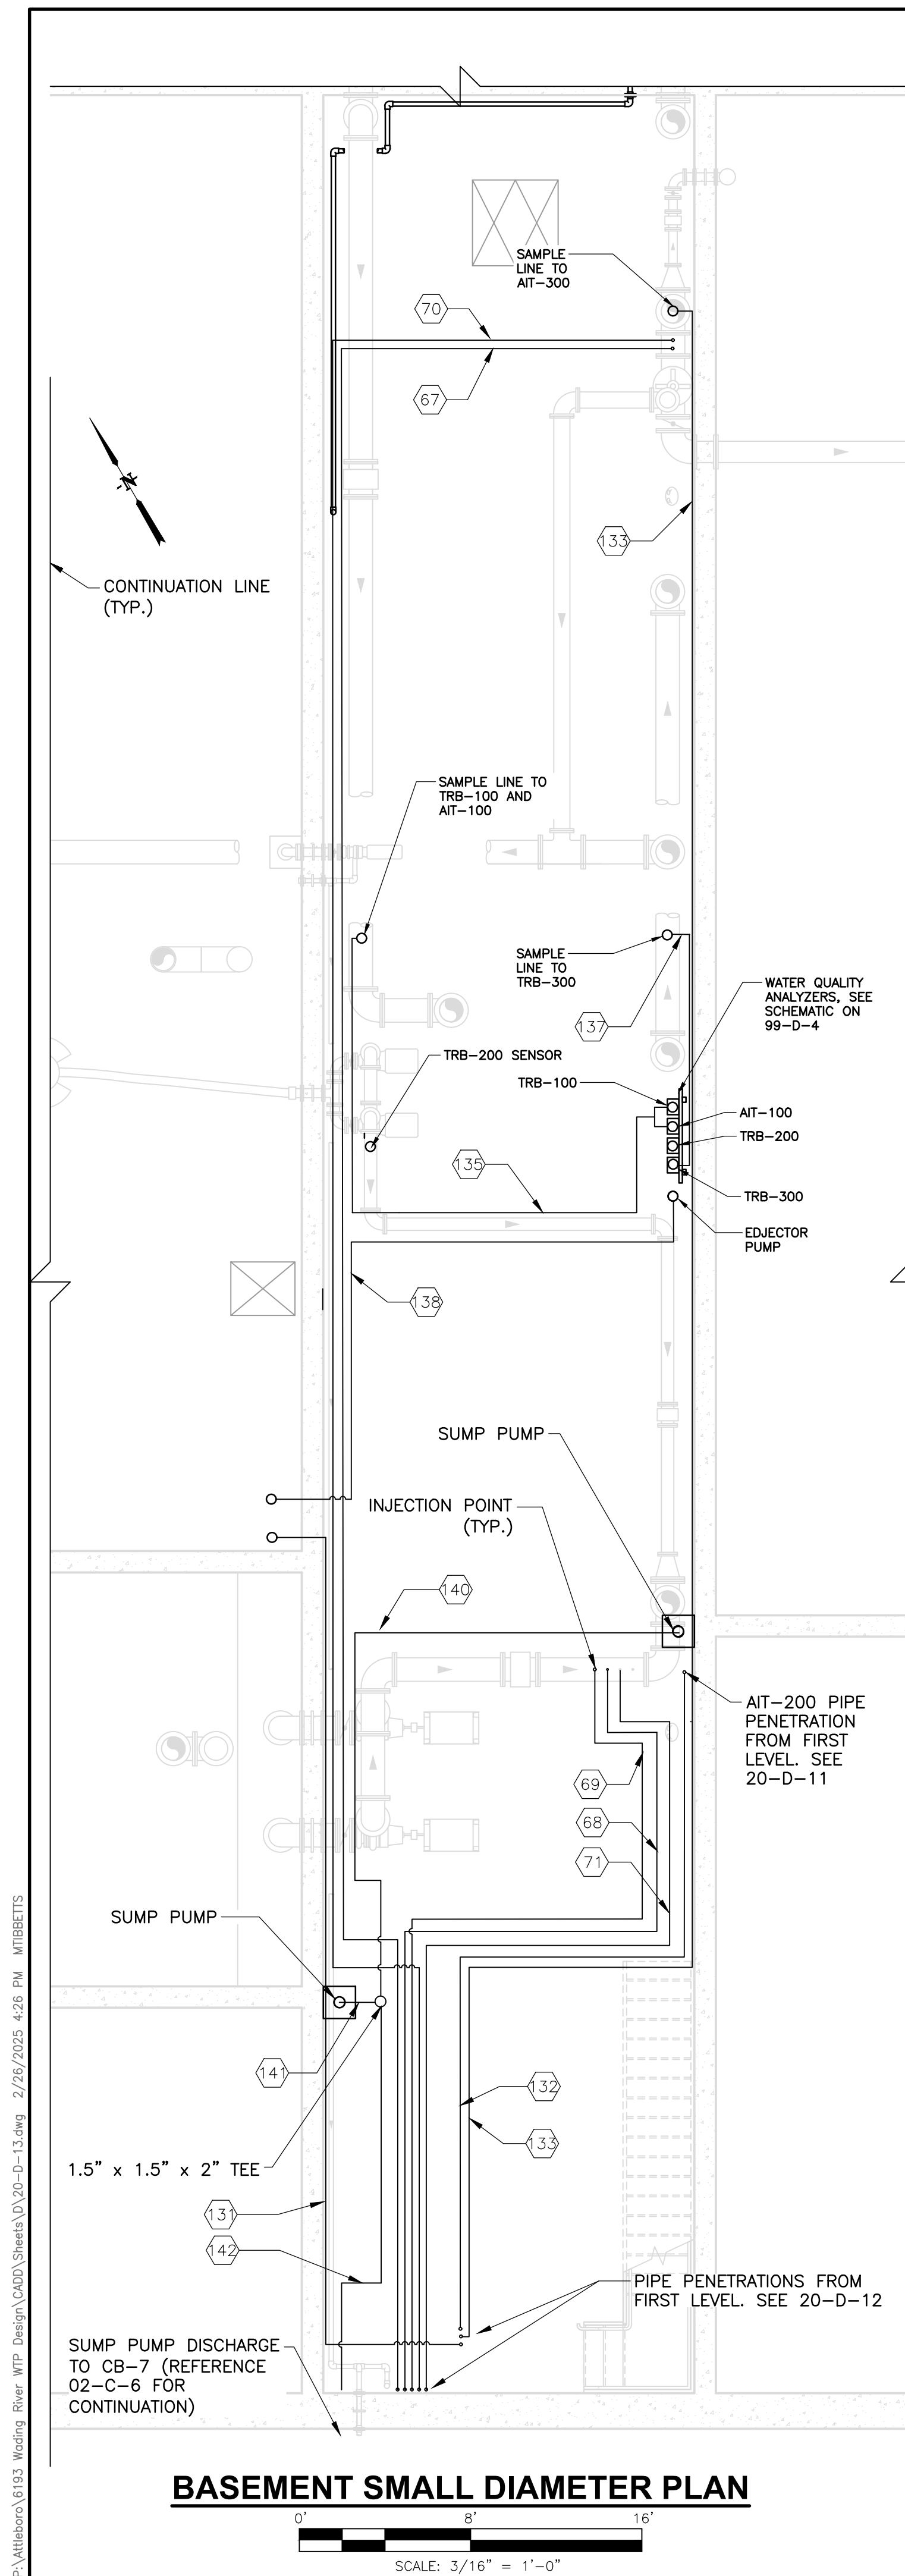 SAMPLE
LINE TO
AIT-300
70
67
133
N
CONTINUATION LINE
(TYP.)
SAMPLE LINE TO
TRB-100 AND
AIT-100
SAMPLE
LINE TO
TRB-300
137
WATER QUALITY
ANALYZERS, SEE
SCHEMATIC ON
99-D-4
TRB-200 SENSOR
TRB-100
AIT-100
TRB-200
135
TRB-300
EDJECTOR
PUMP
138
SUMP PUMP
INJECTION POINT
(TYP.)
140
AIT-200 PIPE
PENETRATION
FROM FIRST
LEVEL. SEE
20-D-11
69
68
71
SUMP PUMP
141
132
133
1.5" x 1.5" x 2" TEE
131
142
PIPE PENETRATIONS FROM
FIRST LEVEL. SEE 20-D-12
SUMP PUMP DISCHARGE
TO CB-7 (REFERENCE
02-C-6 FOR
CONTINUATION)
BASEMENT SMALL DIAMETER PLAN
0' 8' 16'
SCALE: 3/16" = 1'-0"
P:\Attleboro\6193 Wading River WTP Design\CADD\Sheets\D\20-D-13.dwg 2/26/2025 4:26 PM MTIBBETTS